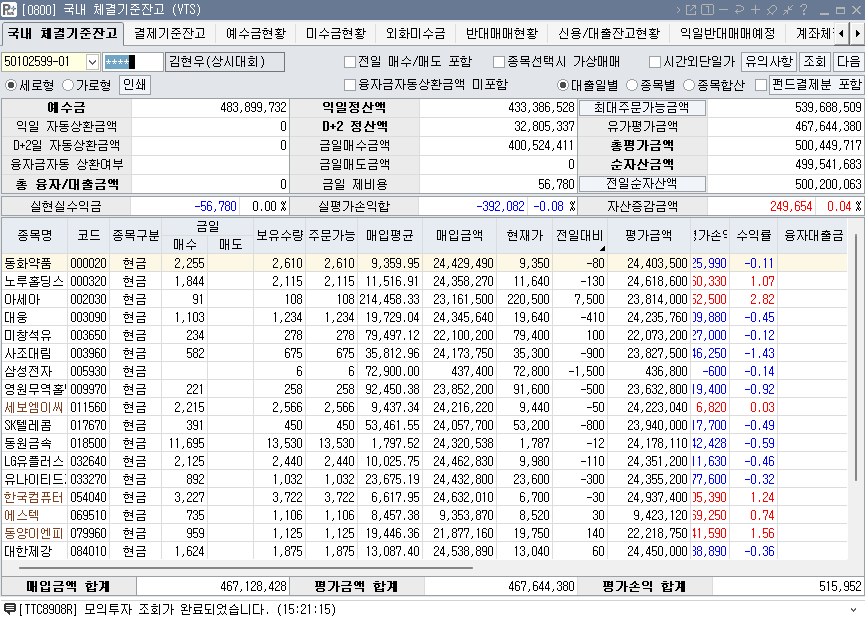 [0800] 국내 체결기준잔고 (VTS)
국내 체결기준잔고 결제기준잔고 예수금현황 미수금현황 외화미수금 반대매매현황 신용/대출잔고현황 익일반대매매예정
50102599-01 **** 김현우(상시대회) 전일 매수/매도 포함 종목선택시 가상매매 시간외단일가 유의사항 조회 다음
세로형 가로형 인쇄 융자금자동상환금액 미포함 대출일별 종목별 종목합산 펀드결제분 포함
예수금 483,899,732 익일정산액 433,386,528 최대주문가능금액 539,688,509
익일 자동상환금액 0 D+2 정산액 32,805,337 유가평가금액 467,644,380
D+2일 자동상환금액 0 금일매수금액 400,524,411 총평가금액 500,449,717
융자금자동 상환여부 금일매도금액 0 순자산금액 499,541,683
총 융자/대출금액 0 금일 제비용 56,780 전일순자산액 500,200,063
실현실수익금 -56,780 0.00 % 실평가손익합 -392,082 -0.08 % 자산증감금액 249,654 0.04 %
종목명 코드 종목구분 금일 매수 매도 보유수량 주문가능 매입평균 매입금액 현재가 전일대비 평가금액 수익율 융자대출금
동화약품 000020 현금 2,255 2,610 2,610 9,359.95 24,429,490 9,350 -80 24,403,500 25,990 -0.11
노루홀딩스 000320 현금 1,844 2,115 2,115 11,516.91 24,358,270 11,640 -130 24,618,600 1.07
아세아 002030 현금 91 108 108 214,458.33 23,161,500 220,500 7,500 23,814,000 2.82
대웅 003090 현금 1,103 1,234 1,234 19,729.04 24,345,640 19,640 -410 24,235,760 -0.45
미창석유 003650 현금 234 278 278 79,497.12 22,100,200 79,400 100 22,073,200 27,000 -0.12
사조대림 003960 현금 582 675 675 35,812.96 24,173,750 35,300 -900 23,827,500 46,250 -1.43
삼성전자 005930 현금 6 6 72,900.00 437,400 72,800 -1,500 436,800 -600 -0.14
영원무역홀 009970 현금 221 258 258 92,450.38 23,852,200 91,600 -500 23,632,800 19,400 -0.92
세보엠이씨 011560 현금 2,215 2,566 2,566 9,437.34 24,216,220 9,440 -50 24,223,040 6,820 0.03
SK텔레콤 017670 현금 391 450 450 53,461.55 24,057,700 53,200 -800 23,940,000 17,700 -0.49
동원금속 018500 현금 11,695 13,530 13,530 1,797.52 24,320,538 1,787 -12 24,178,110 42,428 -0.59
LG유플러스 032640 현금 2,125 2,440 2,440 10,025.75 24,462,830 9,980 -110 24,351,200 11,630 -0.46
유나이티드 033270 현금 892 1,032 1,032 23,675.19 24,432,800 23,600 -300 24,355,200 77,600 -0.32
한국컴퓨터 054040 현금 3,227 3,722 3,722 6,617.95 24,632,010 6,700 -30 24,937,400 05,390 1.24
에스텍 069510 현금 735 1,106 1,106 8,457.38 9,353,870 8,520 30 9,423,120 69,250 0.74
동양이엔피 079960 현금 959 1,125 1,125 19,446.36 21,877,160 19,750 140 22,218,750 41,590 1.56
대한제강 084010 현금 1,624 1,875 1,875 13,087.40 24,538,890 13,040 60 24,450,000 88,890 -0.36
매입금액 합계 467,128,428 평가금액 합계 467,644,380 평가손익 합계 515,952
[TTC8908R] 모의투자 조회가 완료되었습니다. (15:21:15)